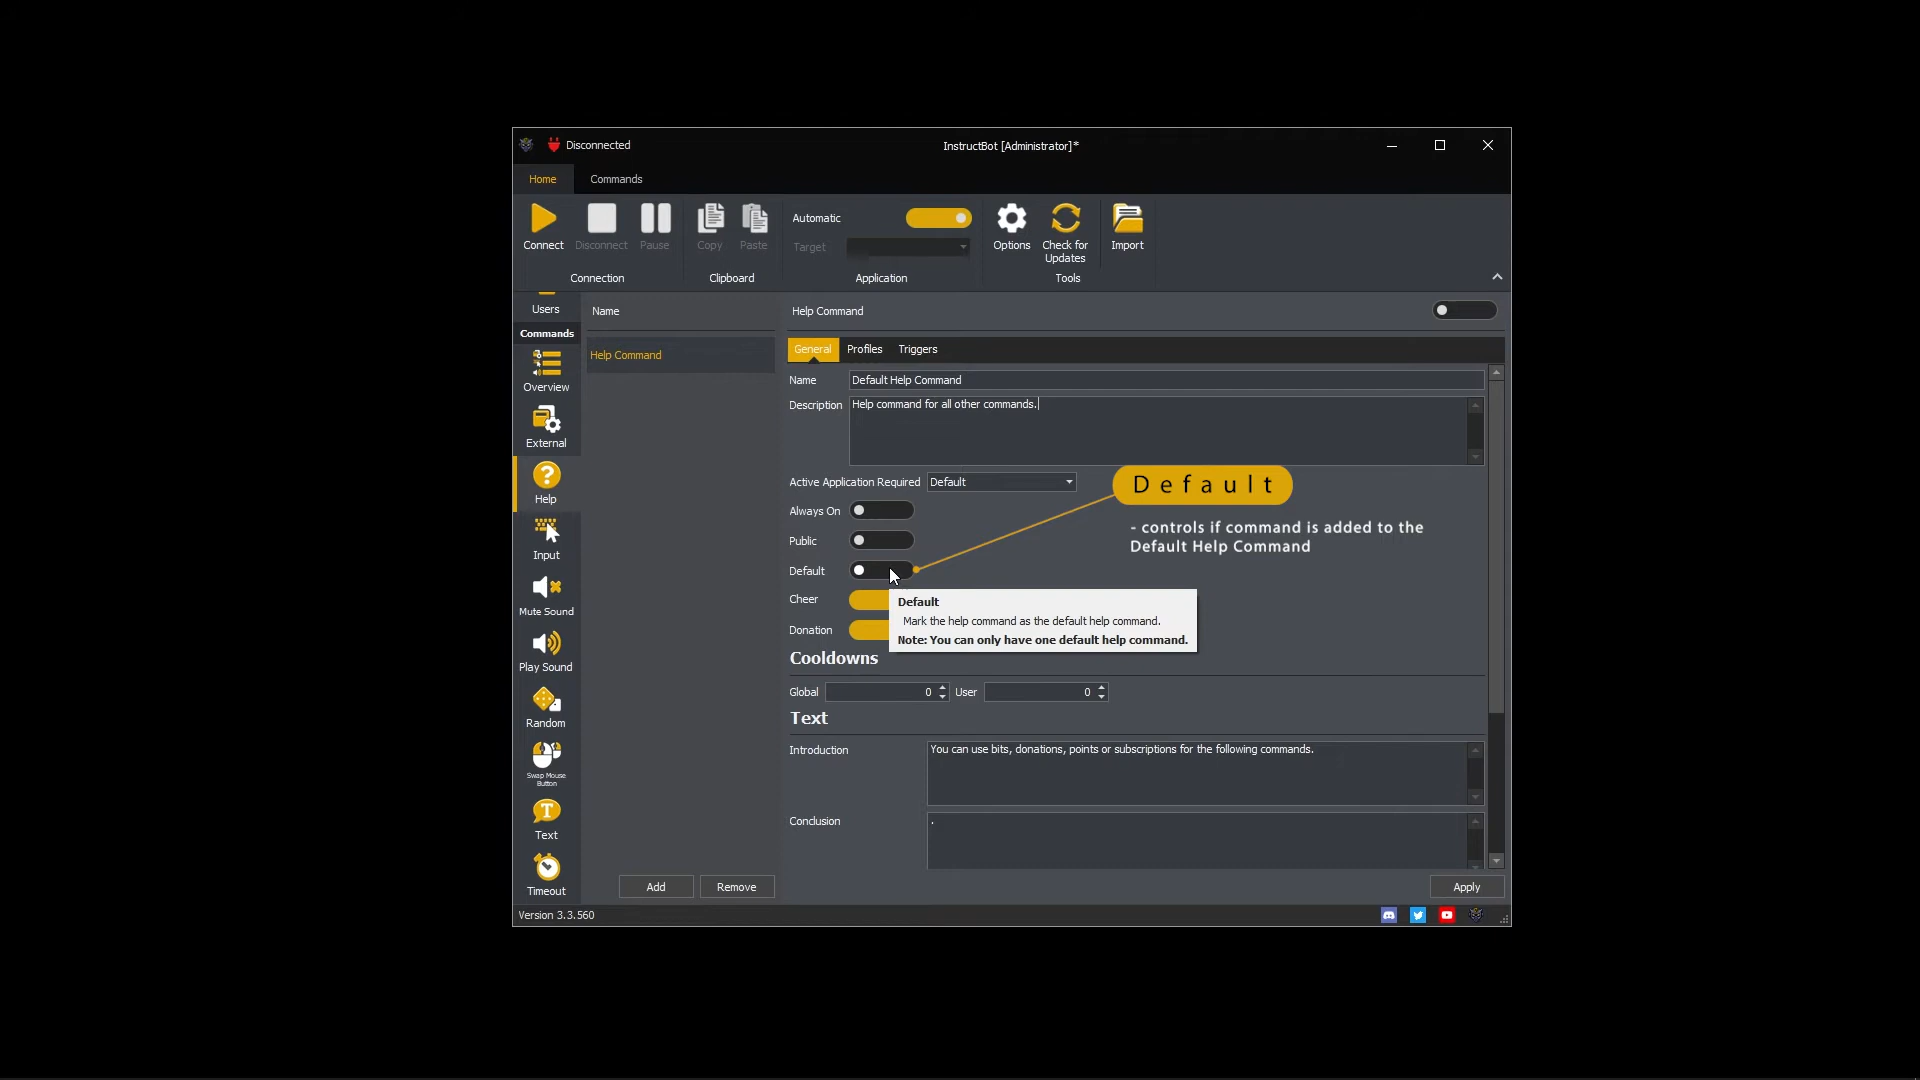 Disconnected
InstructBot [Administrator]*
Home
Commands
Connect
Disconnect
Pause
Copy
Paste
Automatic
Target
Options
Check for
Updates
Import
Connection
Clipboard
Application
Tools
Users
Commands
Overview
External
?
Help
Input
Mute Sound
Play Sound
Random
Swap Mouse
Button
T
Text
Timeout
Name
Help Command
Add
Remove
Help Command
General
Profiles
Triggers
Name
Default Help Command
Description
Help command for all other commands.
Active Application Required
Default
Always On
Public
Default
Cheer
Donation
Default
- controls if command is added to the
Default Help Command
Default
Mark the help command as the default help command.
Note: You can only have one default help command.
Cooldowns
Global
0
User
0
Text
Introduction
You can use bits, donations, points or subscriptions for the following commands.
Conclusion
.
Apply
Version 3.3.560